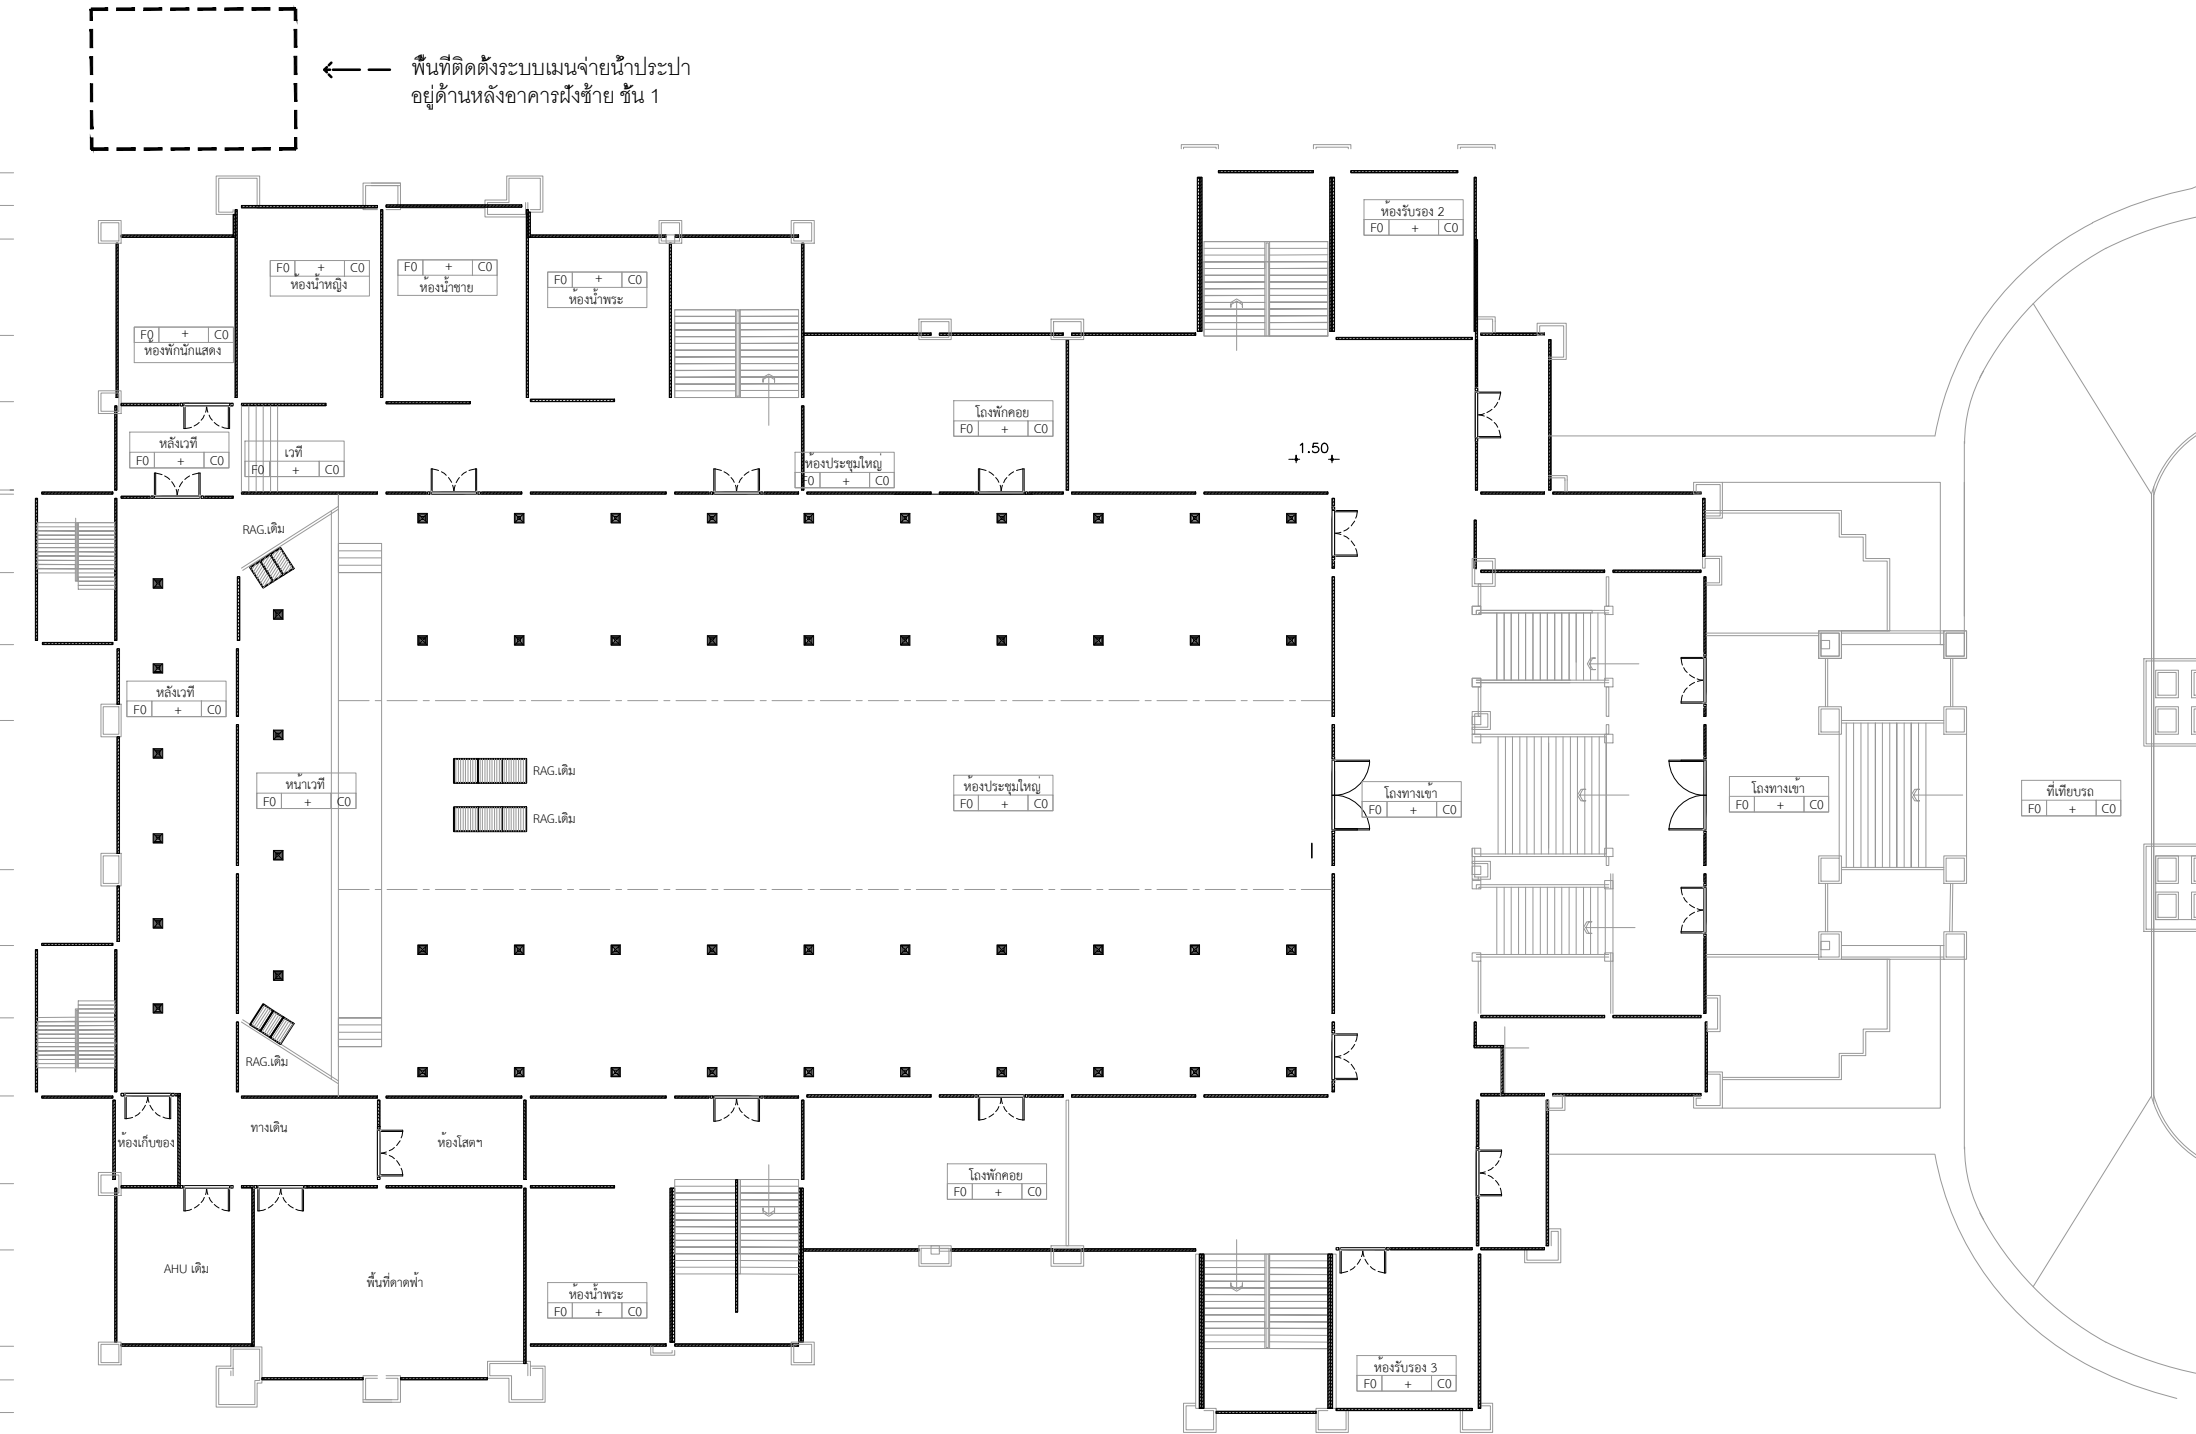 พื้นที่ติดตั้งระบบเมนจ่ายน้ำประปา
อยู่ด้านหลังอาคารฝั่งซ้าย ชั้น 1
ห้องรับรอง 2
F0 + C0
F0 + C0
ห้องน้ำหญิง
F0 + C0
ห้องน้ำชาย
F0 + C0
ห้องน้ำพระ
F0 + C0
ห้องพักนักแสดง
โถงพักคอย
F0 + C0
หลังเวที
F0 + C0
เวที
F0 + C0
ห้องประชุมใหญ่
F0 + C0
1.50
RAG.เดิม
หลังเวที
F0 + C0
หน้าเวที
F0 + C0
RAG.เดิม
RAG.เดิม
ห้องประชุมใหญ่
F0 + C0
โถงทางเข้า
F0 + C0
โถงทางเข้า
F0 + C0
ที่เทียบรถ
F0 + C0
RAG.เดิม
ห้องเก็บของ
ทางเดิน
ห้องโสตฯ
โถงพักคอย
F0 + C0
AHU เดิม
พื้นที่ดาดฟ้า
ห้องน้ำพระ
F0 + C0
ห้องรับรอง 3
F0 + C0